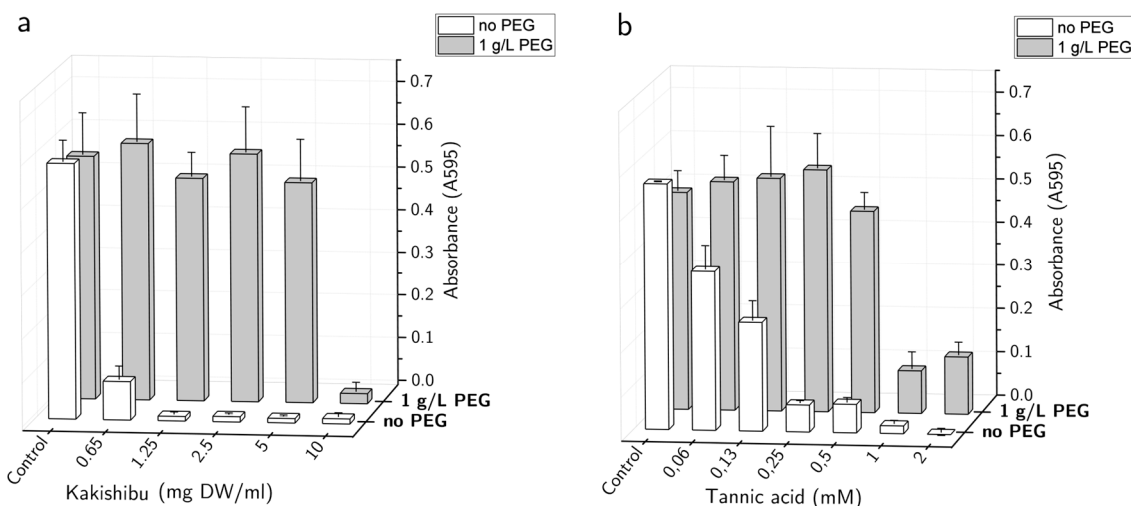 a
no PEG
1 g/L PEG
0.7
0.6
0.5
0.4
0.3
0.2
0.1
0.0
Absorbance (A595)
1 g/L PEG
no PEG
Control
0.65
1.25
2.5
5
10
Kakishibu (mg DW/ml)
b
no PEG
1 g/L PEG
0.7
0.6
0.5
0.4
0.3
0.2
0.1
0.0
Absorbance (A595)
1 g/L PEG
no PEG
Control
0,06
0,13
0,25
0,5
1
2
Tannic acid (mM)